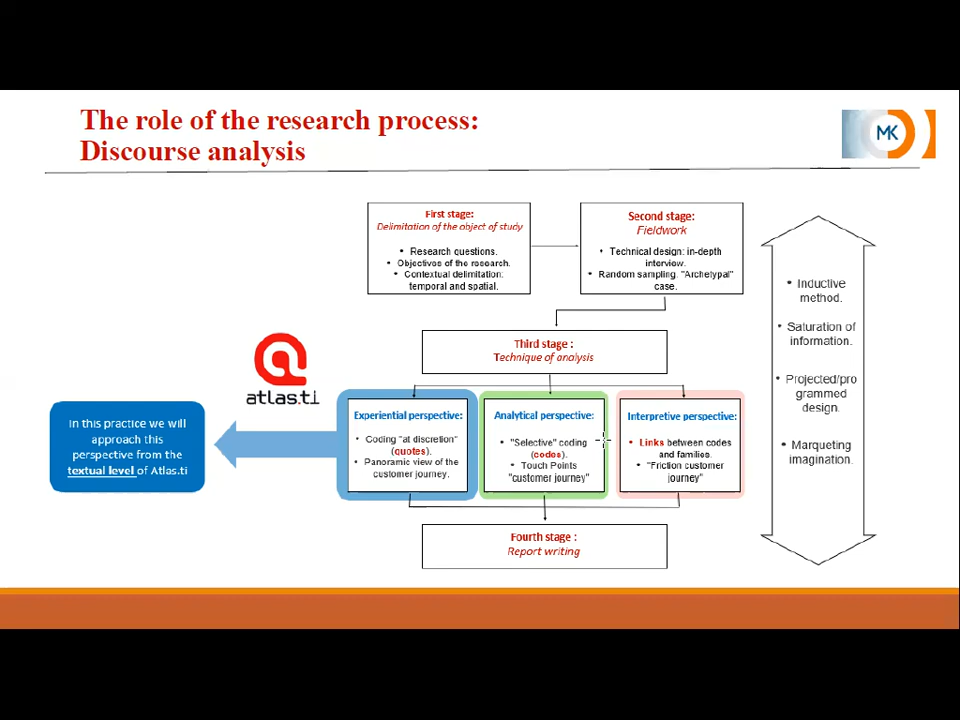 The role of the research process:
Discourse analysis
MK
First stage:
Delimitation of the object of study
• Research questions.
• Objectives of the research.
• Contextual delimitation:
temporal and spatial.
Second stage:
Fieldwork
• Technical design: in-depth
interview.
• Random sampling. "Archetypal"
case.
Third stage :
Technique of analysis
atlas.ti
In this practice we will
approach this
perspective from the
textual level of Atlas.ti
Experiential perspective:
• Coding "at discretion"
(quotes).
• Panoramic view of the
customer journey.
Analytical perspective:
• "Selective" coding
(codos).
• Touch Points
"customer journey"
Interpretive perspective:
• Links between codes
and families.
• "Friction customer
journey"
Fourth stage :
Report writing
• Inductive
method.
• Saturation of
information.
• Projected/pro
grammed
design.
• Marqueting
imagination.